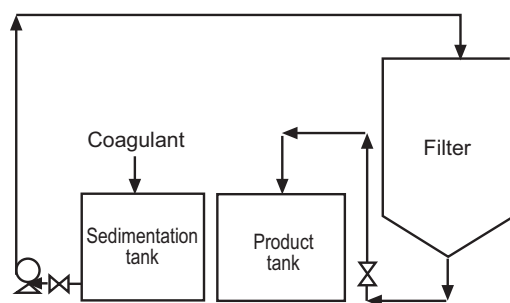 Coagulant
Filter
Sedimentation
tank
Product
tank